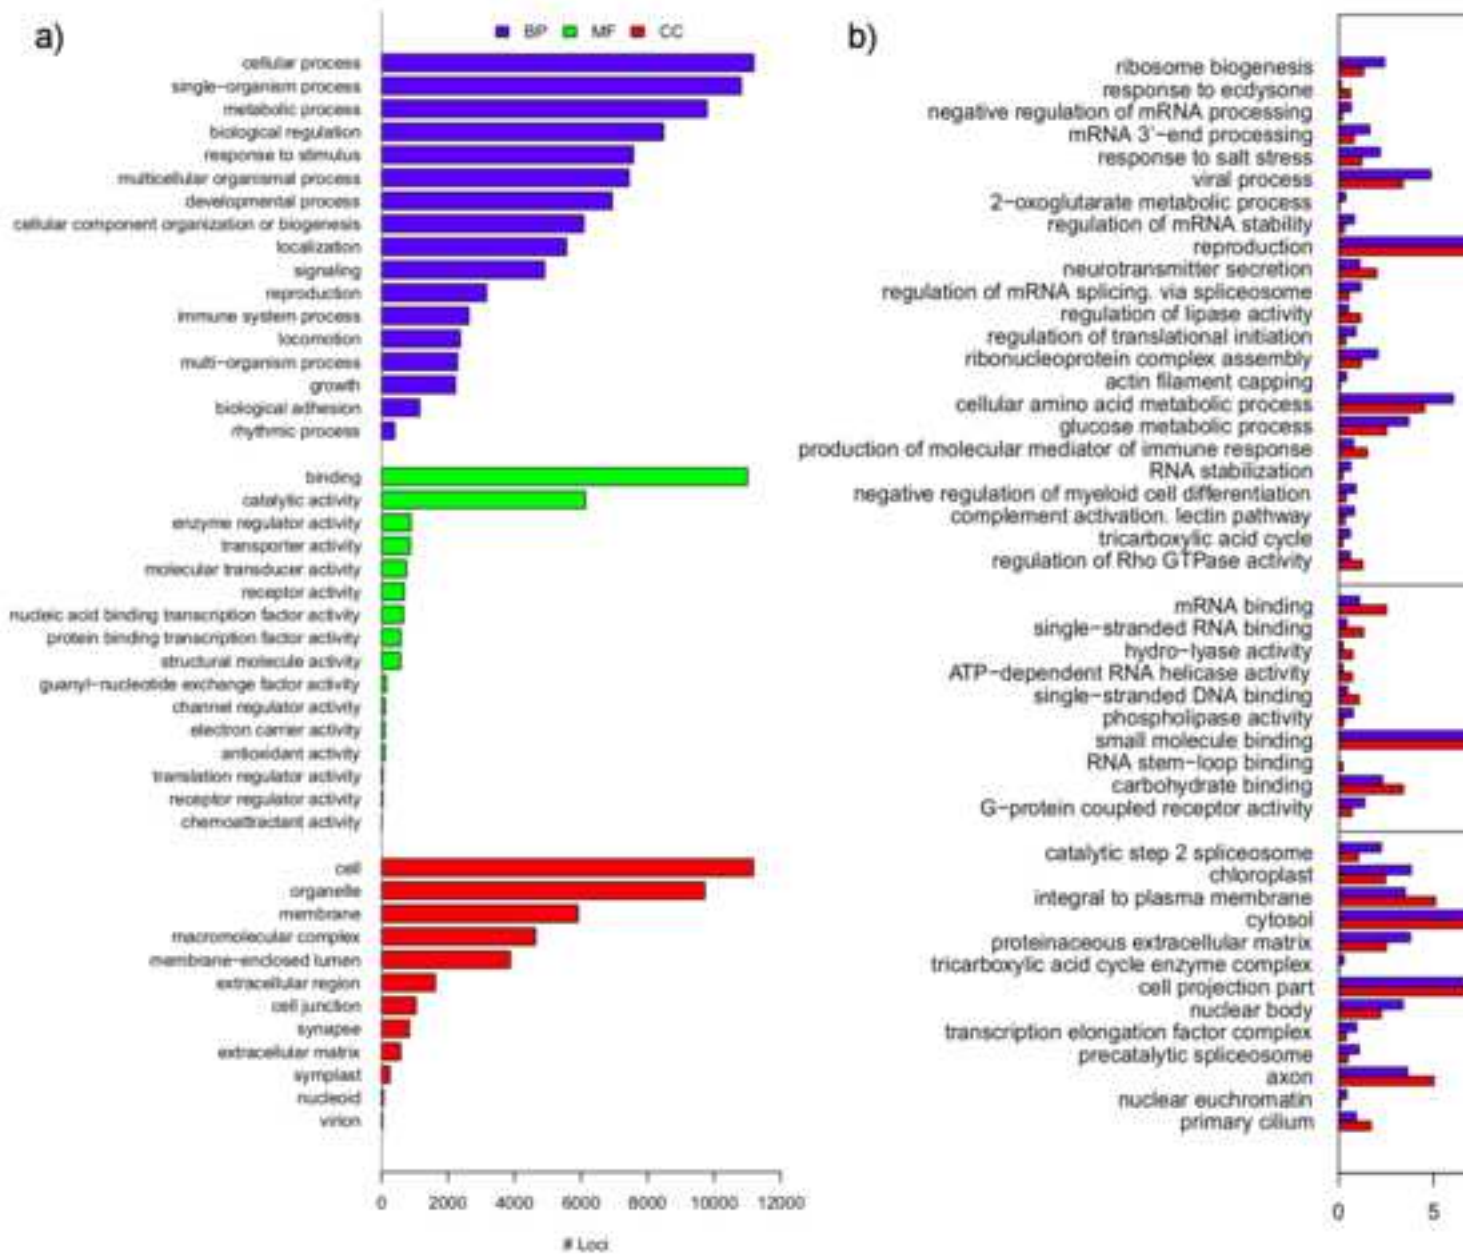 a)
BP MF CC
cellular process
single-organism process
metabolic process
biological regulation
response to stimulus
multicellular organismal process
developmental process
cellular component organization or biogenesis
localization
signaling
reproduction
immune system process
locomotion
multi-organism process
growth
biological adhesion
rhythmic process
binding
catalytic activity
enzyme regulator activity
transporter activity
molecular transducer activity
receptor activity
nucleic acid binding transcription factor activity
protein binding transcription factor activity
structural molecule activity
guanyl-nucleotide exchange factor activity
channel regulator activity
electron carrier activity
antioxidant activity
translation regulator activity
receptor regulator activity
chemoattractant activity
cell
organelle
membrane
macromolecular complex
membrane-enclosed lumen
extracellular region
cell junction
synapse
extracellular matrix
symplast
nucleoid
virion
0 2000 4000 6000 8000 10000 12000
# Loci
b)
ribosome biogenesis
response to ecdysone
negative regulation of mRNA processing
mRNA 3'-end processing
response to salt stress
viral process
2-oxoglutarate metabolic process
regulation of mRNA stability
reproduction
neurotransmitter secretion
regulation of mRNA splicing. via spliceosome
regulation of lipase activity
regulation of translational initiation
ribonucleoprotein complex assembly
actin filament capping
cellular amino acid metabolic process
glucose metabolic process
production of molecular mediator of immune response
RNA stabilization
negative regulation of myeloid cell differentiation
complement activation. lectin pathway
tricarboxylic acid cycle
regulation of Rho GTPase activity
mRNA binding
single-stranded RNA binding
hydro-lyase activity
ATP-dependent RNA helicase activity
single-stranded DNA binding
phospholipase activity
small molecule binding
RNA stem-loop binding
carbohydrate binding
G-protein coupled receptor activity
catalytic step 2 spliceosome
chloroplast
integral to plasma membrane
cytosol
proteinaceous extracellular matrix
tricarboxylic acid cycle enzyme complex
cell projection part
nuclear body
transcription elongation factor complex
precatalytic spliceosome
axon
nuclear euchromatin
primary cilium
0 5